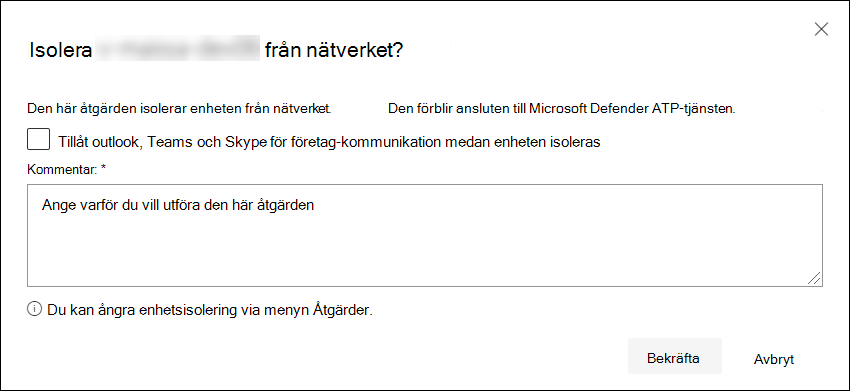 Isolera från nätverket?
Den här åtgärden isolerar enheten från nätverket. Den förblir ansluten till Microsoft Defender ATP-tjänsten.
Tillåt outlook, Teams och Skype för företag-kommunikation medan enheten isoleras
Kommentar: *
Ange varför du vill utföra den här åtgärden
Du kan ångra enhetsisolering via menyn Åtgärder.
Bekräfta Avbryt